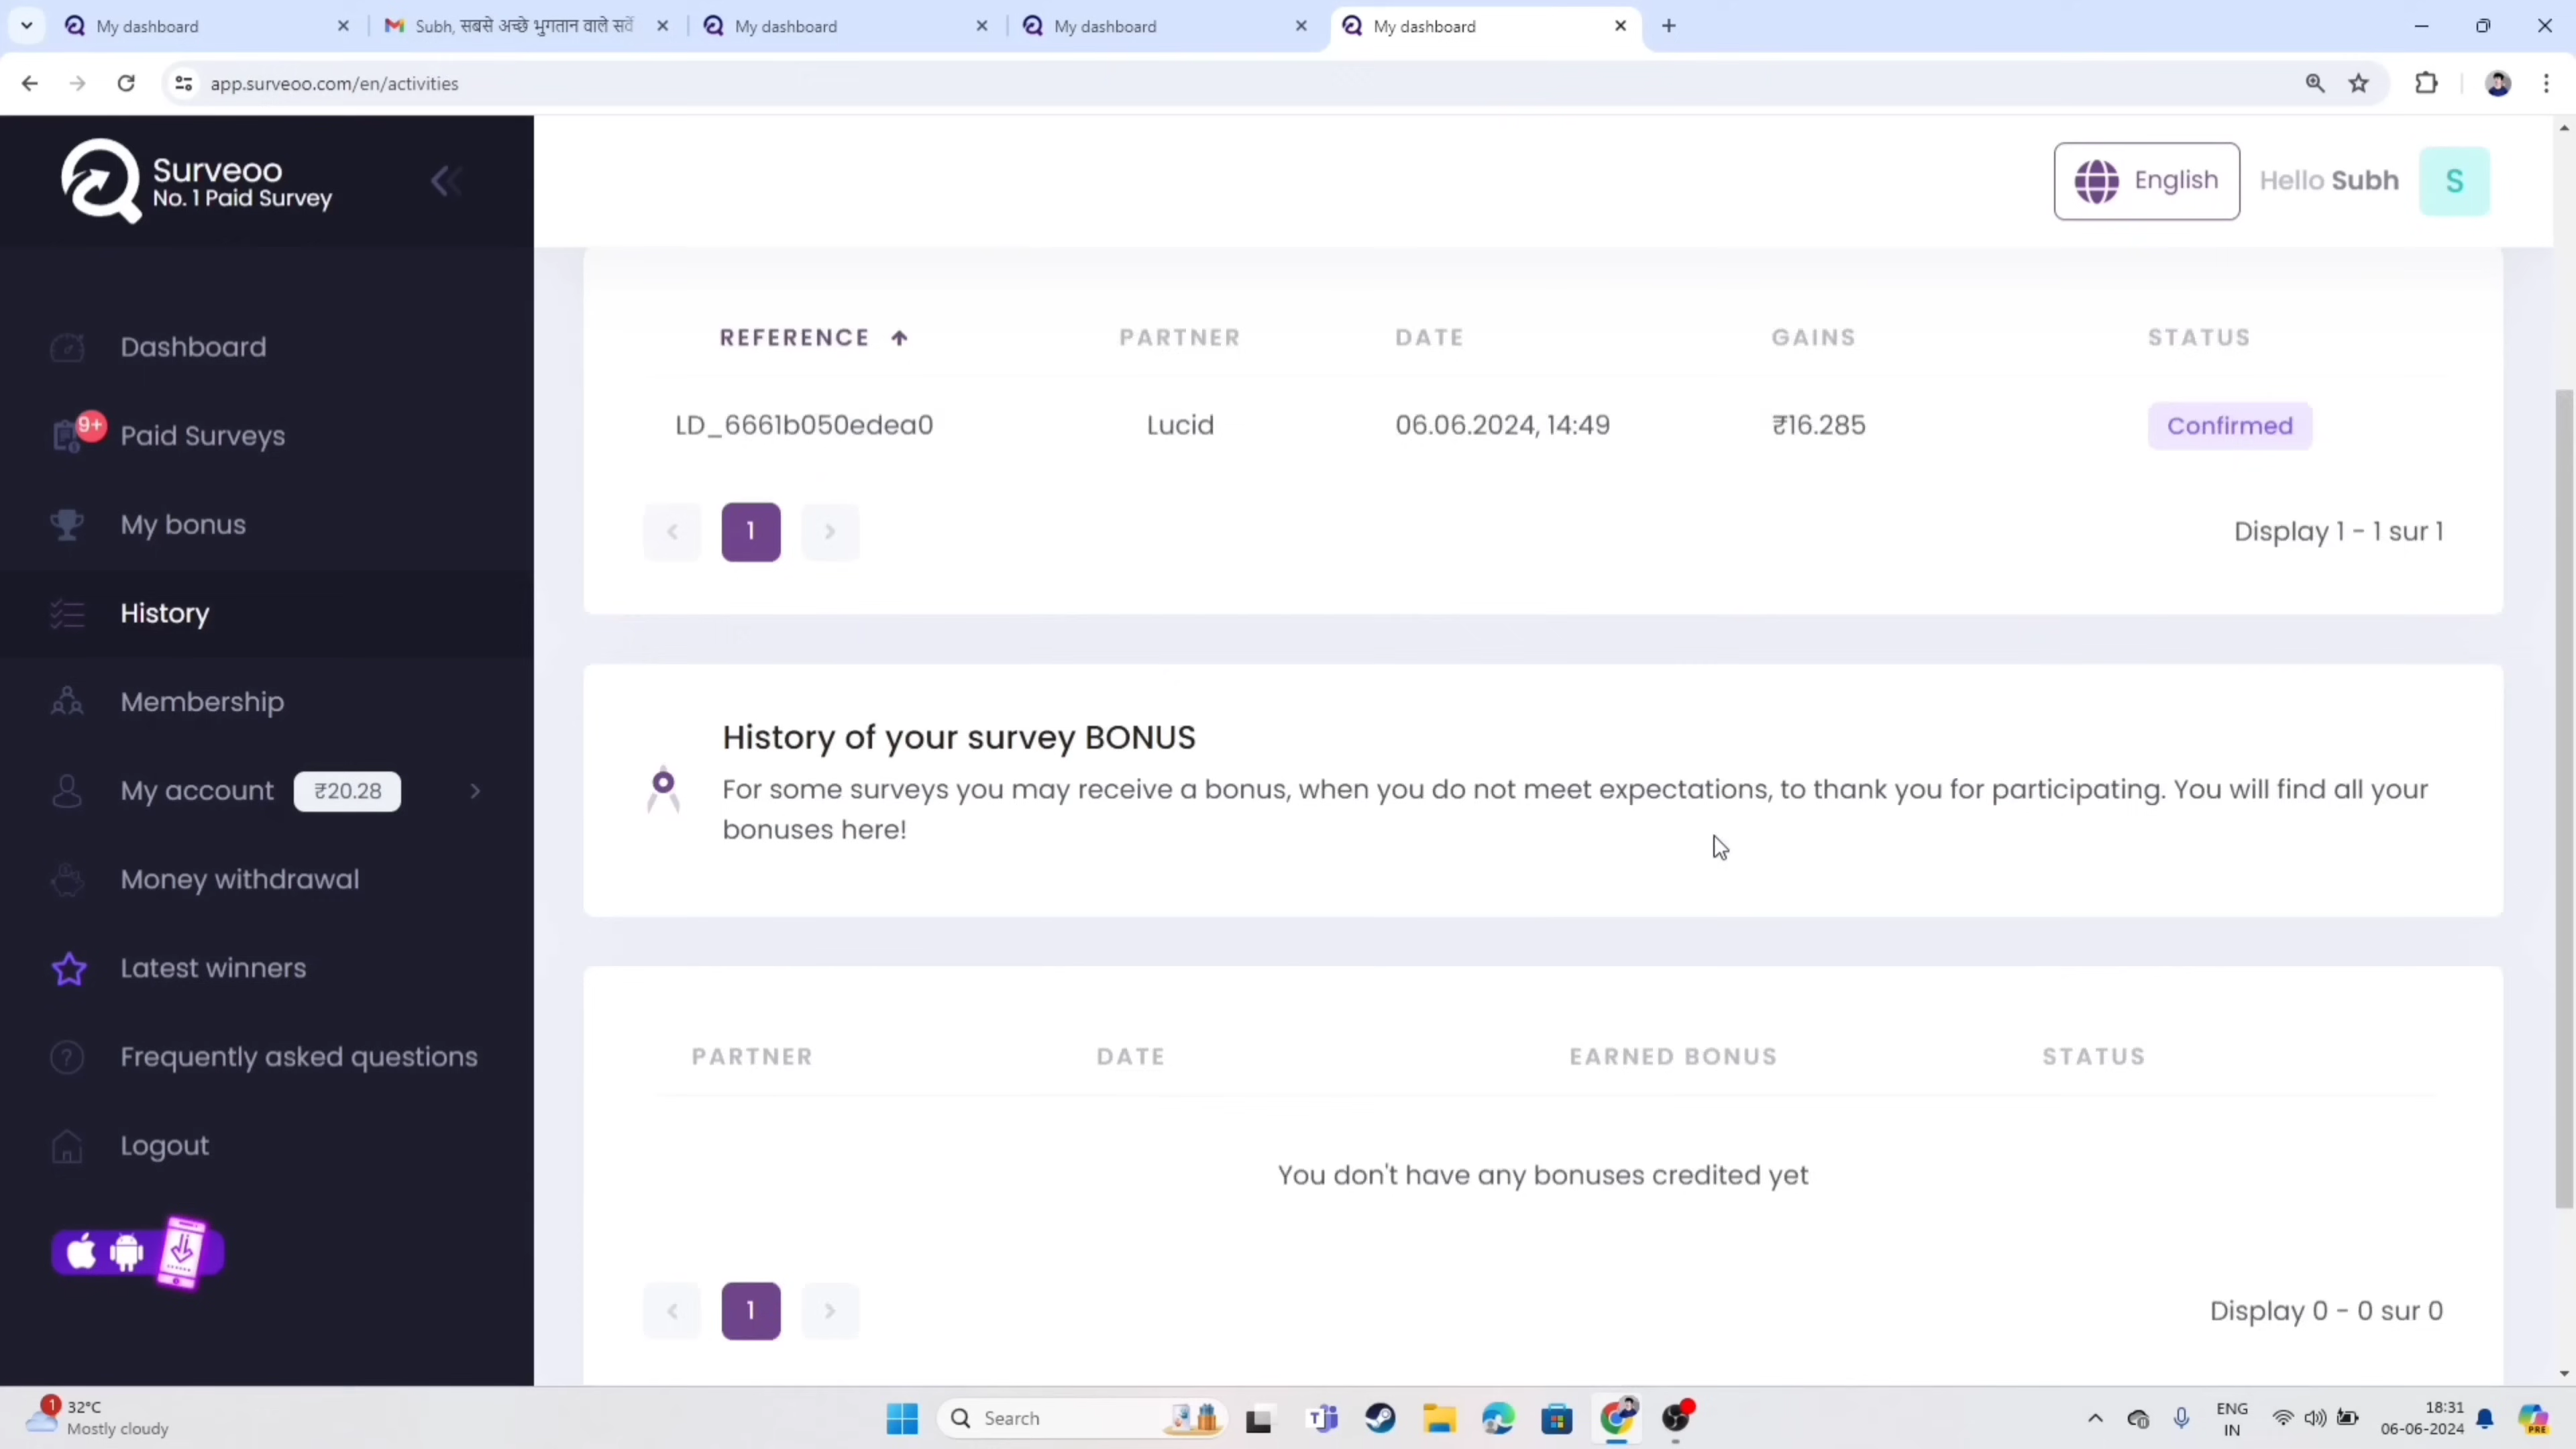 My dashboard
Subh, सबसे अच्छे भुगतान वाले सर्वे
My dashboard
My dashboard
My dashboard
app.surveoo.com/en/activities
Surveoo
No. 1 Paid Survey
English
Hello Subh
S
Dashboard
9+
Paid Surveys
My bonus
History
Membership
My account
₹20.28
Money withdrawal
Latest winners
Frequently asked questions
Logout
REFERENCE PARTNER DATE GAINS STATUS
LD_6661b050edea0 Lucid 06.06.2024, 14:49 ₹16.285 Confirmed
1
Display 1 - 1 sur 1
History of your survey BONUS
For some surveys you may receive a bonus, when you do not meet expectations, to thank you for participating. You will find all your
bonuses here!
PARTNER DATE EARNED BONUS STATUS
You don't have any bonuses credited yet
1
Display 0 - 0 sur 0
1
32°C
Mostly cloudy
Search
ENG
IN
18:31
06-06-2024
PRE